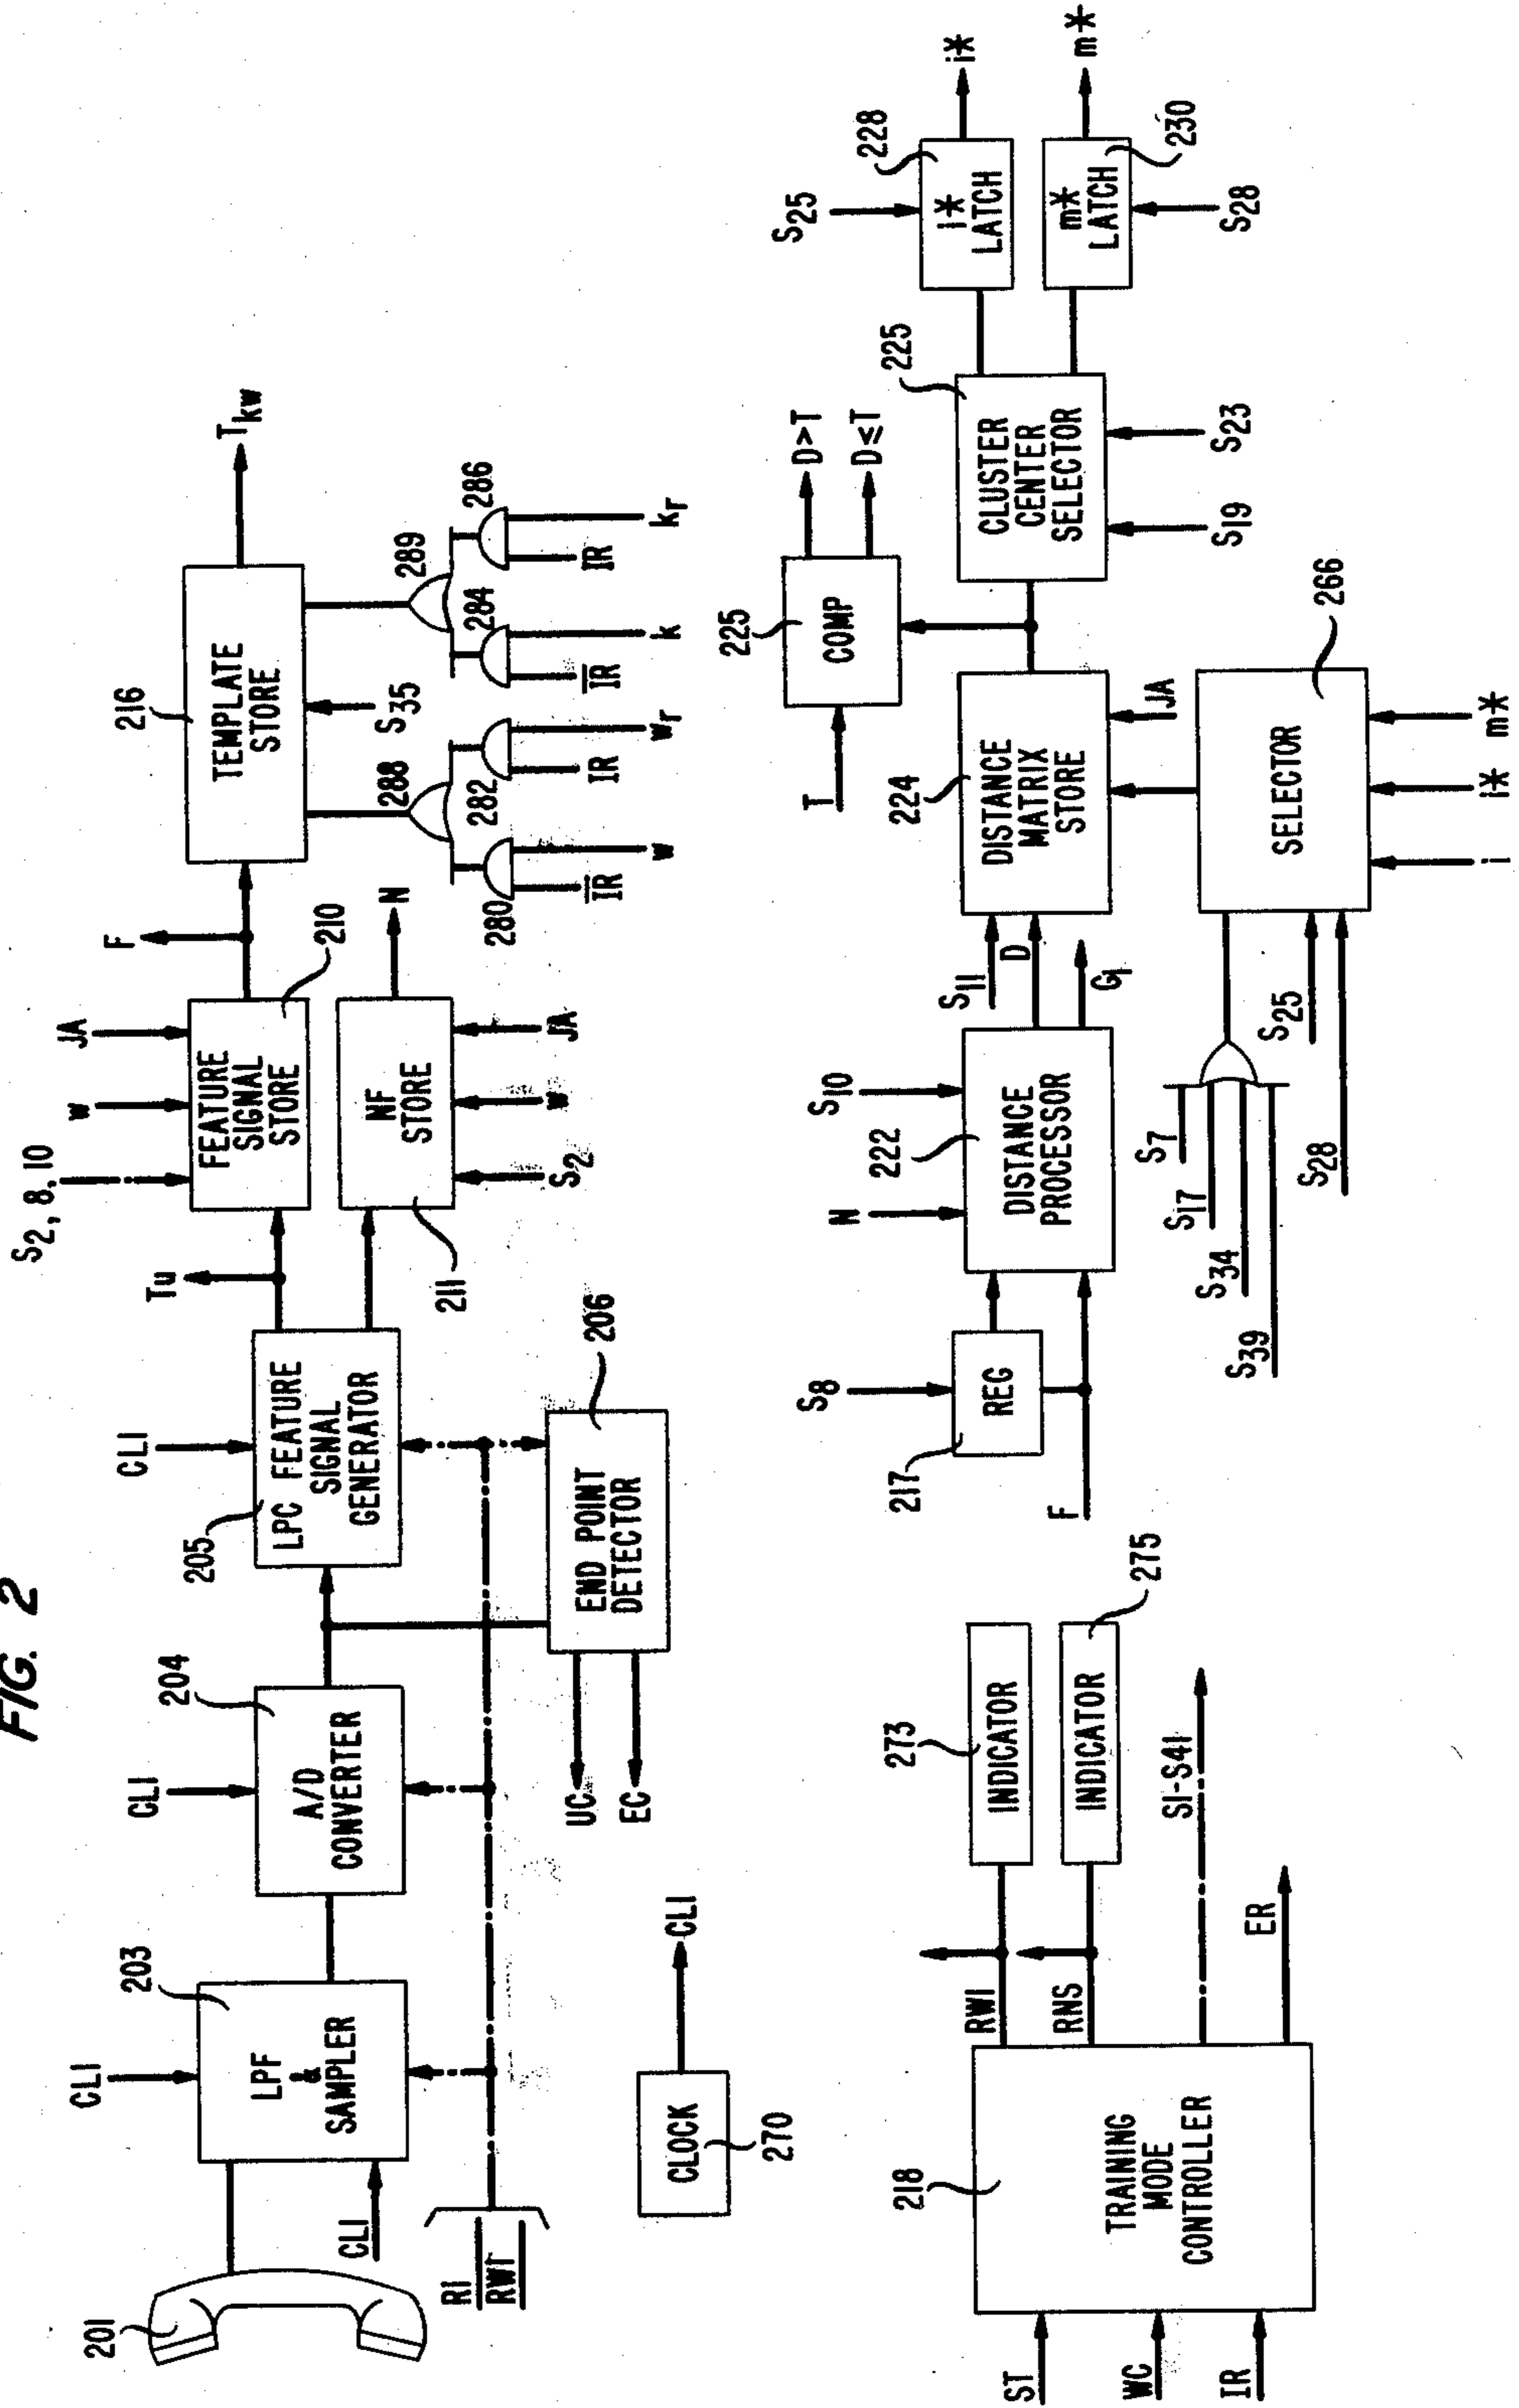 FIG. 2
201
CLI
203
LPF
&
SAMPLER
CLI
CLI
204
A/D
CONVERTER
CLI
205
LPC FEATURE
SIGNAL
GENERATOR
Tu
S2, 8, 10
w
JA
FEATURE
SIGNAL
STORE
210
F
216
TEMPLATE
STORE
Tkw
NF
STORE
211
S2
w
JA
N
S35
288
289
280
282
284
286
IR
w
IR
wr
IR
k
IR
kr
RI
RWI
END POINT
DETECTOR
206
UC
EC
CLOCK
270
CLI
218
TRAINING
MODE
CONTROLLER
ST
WC
IR
RWI
RNS
273
INDICATOR
INDICATOR
275
S1-S41
ER
F
217
REG
S8
N
222
S10
DISTANCE
PROCESSOR
S11
D
G1
224
DISTANCE
MATRIX
STORE
JA
T
225
COMP
D>T
D≤T
225
CLUSTER
CENTER
SELECTOR
S19
S23
S25
228
i*
LATCH
i*
m*
LATCH
230
S28
m*
S7
S17
S34
S39
S25
S28
SELECTOR
266
i
i*
m*